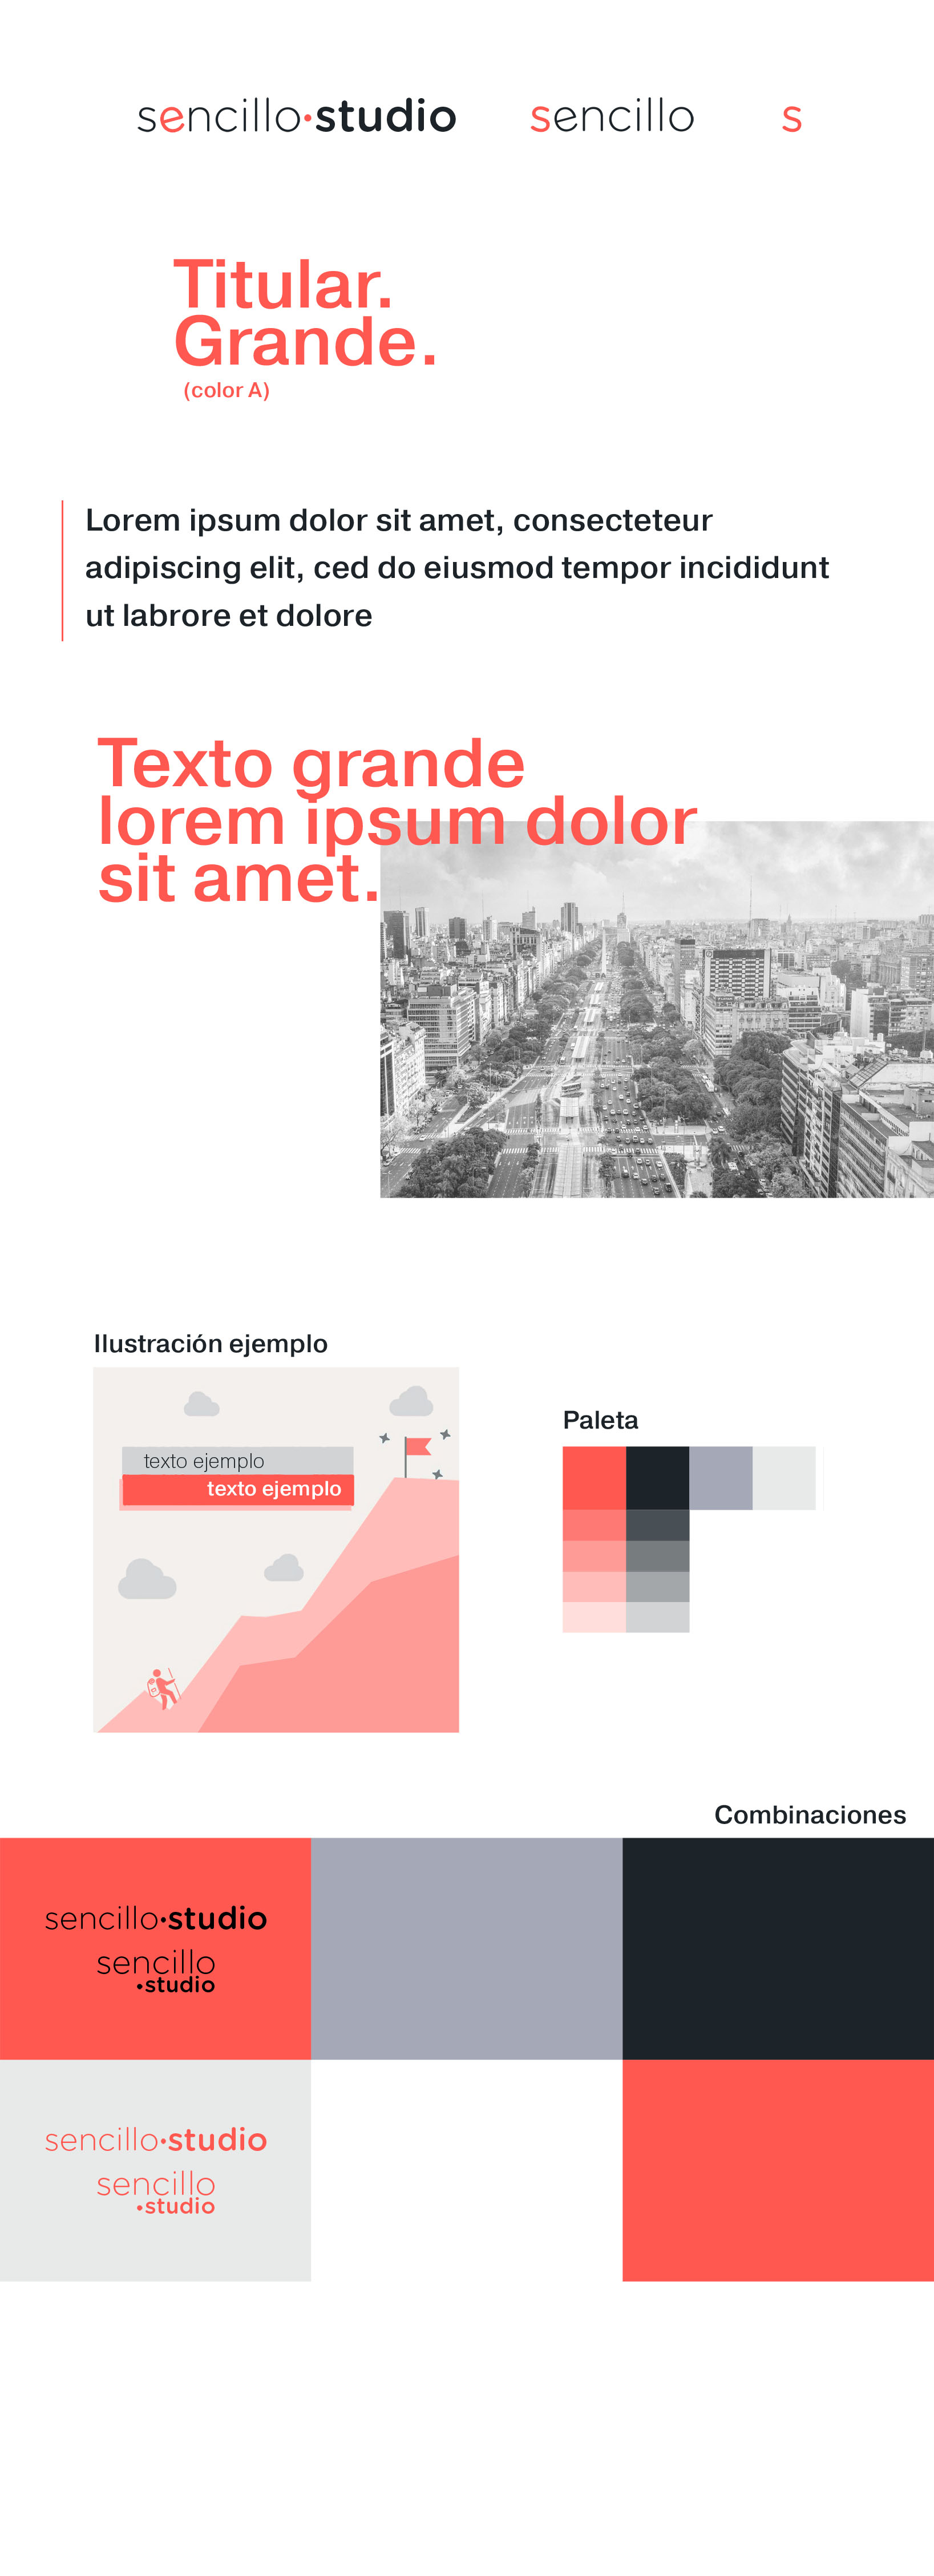 sencillo·studio
sencillo
s
Titular.
Grande.
(color A)
Lorem ipsum dolor sit amet, consecteteur
adipiscing elit, ced do eiusmod tempor incididunt
ut labrore et dolore
Texto grande
lorem ipsum dolor
sit amet.
Ilustración ejemplo
texto ejemplo
texto ejemplo
Paleta
Combinaciones
sencillo·studio
sencillo
·studio
sencillo·studio
sencillo
·studio